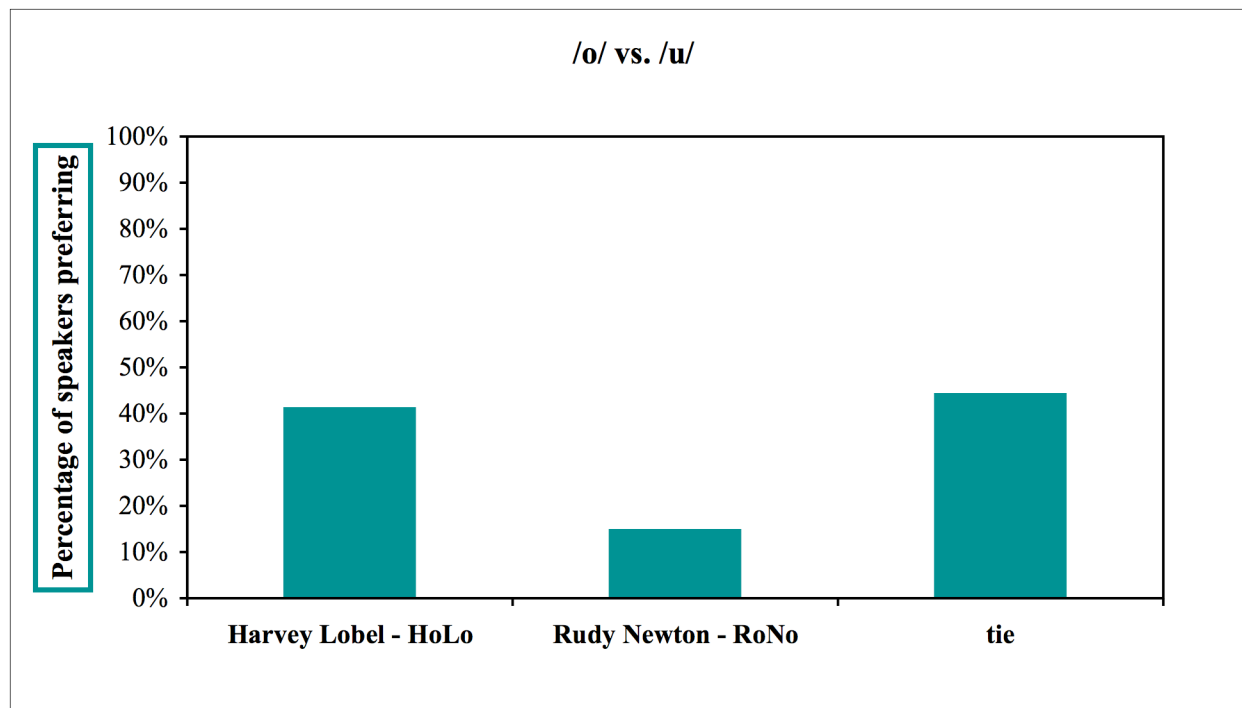 /o/ vs. /u/
Percentage of speakers preferring
100%
90%
80%
70%
60%
50%
40%
30%
20%
10%
0%
Harvey Lobel - HoLo
Rudy Newton - RoNo
tie